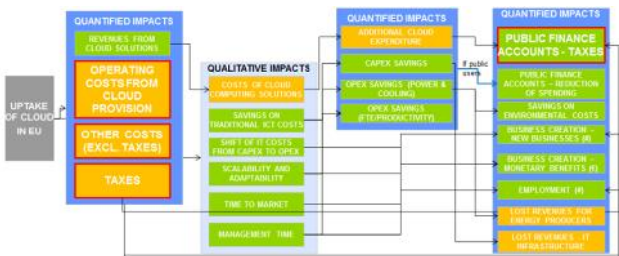 UPTAKE
OF CLOUD
IN EU
QUANTIFIED IMPACTS
REVENUES FROM
CLOUD SOLUTIONS
OPERATING
COSTS FROM
CLOUD
PROVISION
OTHER COSTS
(EXCL. TAXES)
TAXES
QUALITATIVE IMPACTS
COSTS OF CLOUD
COMPUTING SOLUTIONS
SAVINGS ON
TRADITIONAL ICT COSTS
SHIFT OF IT COSTS
FROM CAPEX TO OPEX
SCALABILITY AND
ADAPTABILITY
TIME TO MARKET
MANAGEMENT TIME
QUANTIFIED IMPACTS
ADDITIONAL CLOUD
EXPENDITURE
CAPEX SAVINGS
OPEX SAVINGS (POWER &
COOLING)
OPEX SAVINGS
(FTE/PRODUCTIVITY)
If public
users
QUANTIFIED IMPACTS
PUBLIC FINANCE
ACCOUNTS - TAXES
PUBLIC FINANCE
ACCOUNTS – REDUCTION
OF SPENDING
SAVINGS ON
ENVIRONMENTAL COSTS
BUSINESS CREATION –
NEW BUSINESSES (#)
BUSINESS CREATION –
MONETARY BENEFITS (€)
EMPLOYMENT (#)
LOST REVENUES FOR
ENERGY PRODUCERS
LOST REVENUES - IT
INFRASTRUCTURE